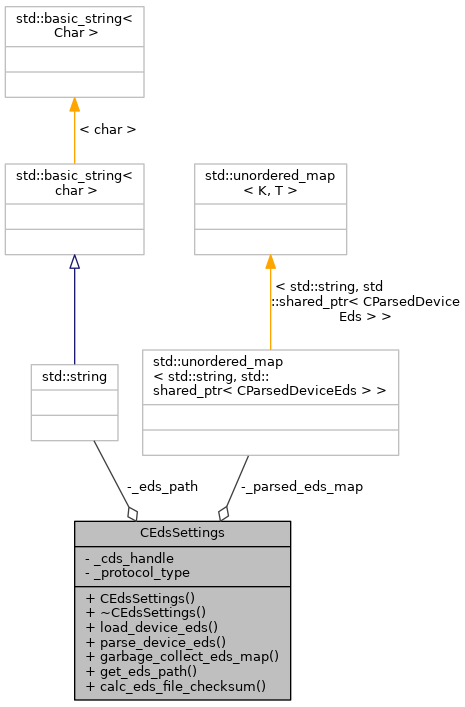 std::basic_string<
Char >
< char >
std::basic_string<
char >
std::unordered_map
< K, T >
< std::string, std
::shared_ptr< CParsedDevice
Eds > >
std::string
std::unordered_map
< std::string, std::
shared_ptr< CParsedDeviceEds > >
-_eds_path
-_parsed_eds_map
CEdsSettings
- _cds_handle
- _protocol_type
+ CEdsSettings()
+ ~CEdsSettings()
+ load_device_eds()
+ parse_device_eds()
+ garbage_collect_eds_map()
+ get_eds_path()
+ calc_eds_file_checksum()